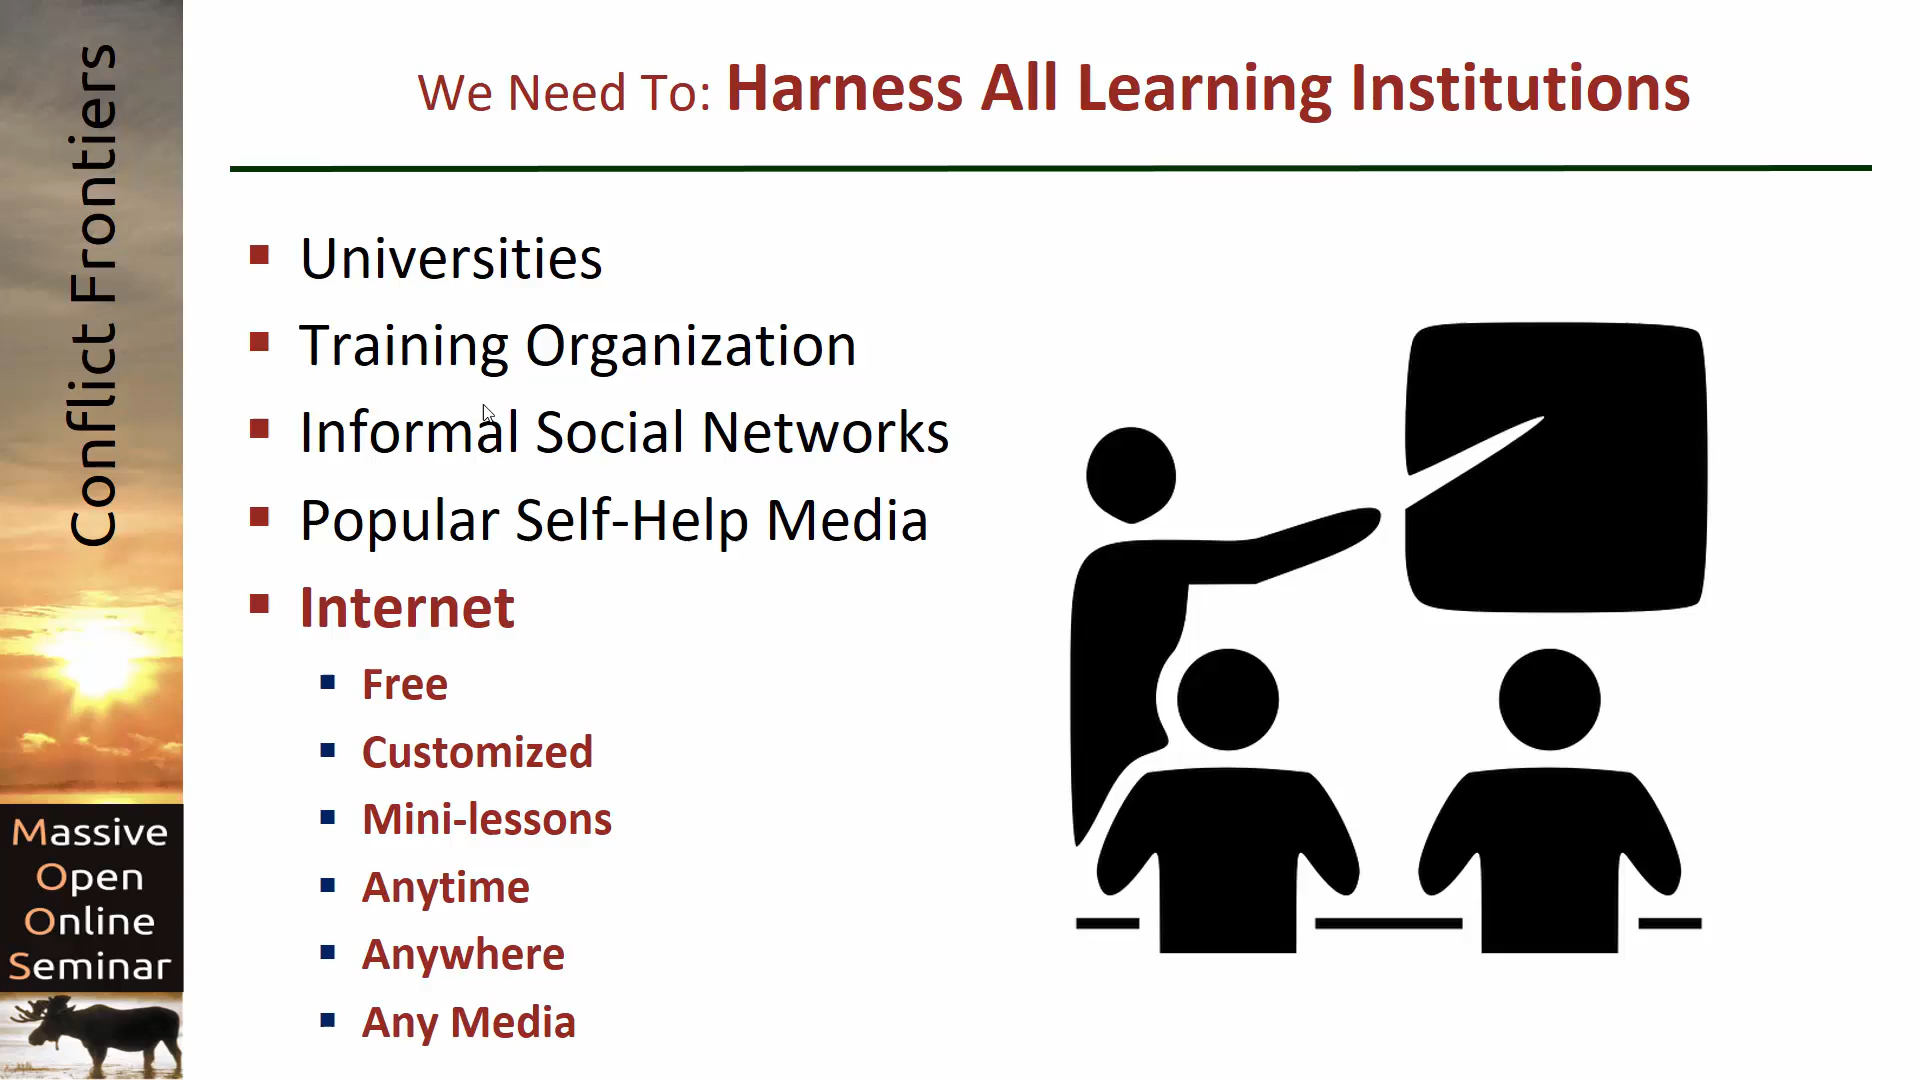 Conflict Frontiers
Massive
Open
Online
Seminar
We Need To: Harness All Learning Institutions
Universities
Training Organization
Informal Social Networks
Popular Self-Help Media
Internet
Free
Customized
Mini-lessons
Anytime
Anywhere
Any Media